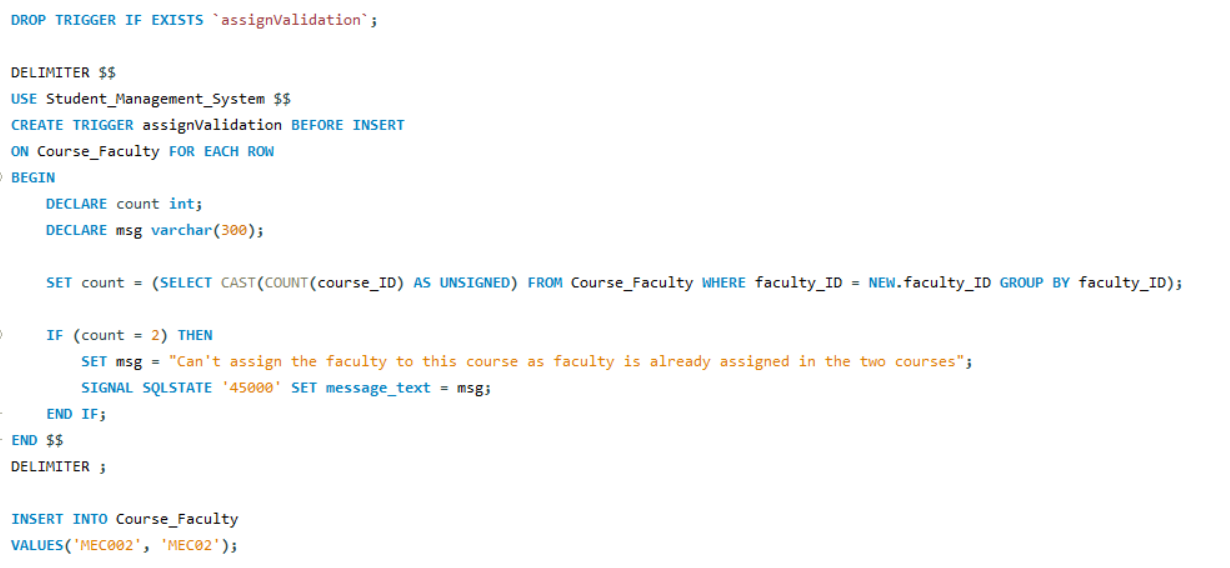 DROP TRIGGER IF EXISTS `assignValidation`;
DELIMITER $$
USE Student_Management_System $$
CREATE TRIGGER assignValidation BEFORE INSERT
ON Course_Faculty FOR EACH ROW
BEGIN
DECLARE count int;
DECLARE msg varchar(300);
SET count = (SELECT CAST(COUNT(course_ID) AS UNSIGNED) FROM Course_Faculty WHERE faculty_ID = NEW.faculty_ID GROUP BY faculty_ID);
IF (count = 2) THEN
SET msg = "Can't assign the faculty to this course as faculty is already assigned in the two courses";
SIGNAL SQLSTATE '45000' SET message_text = msg;
END IF;
END $$
DELIMITER ;
INSERT INTO Course_Faculty
VALUES('MEC002', 'MEC02');